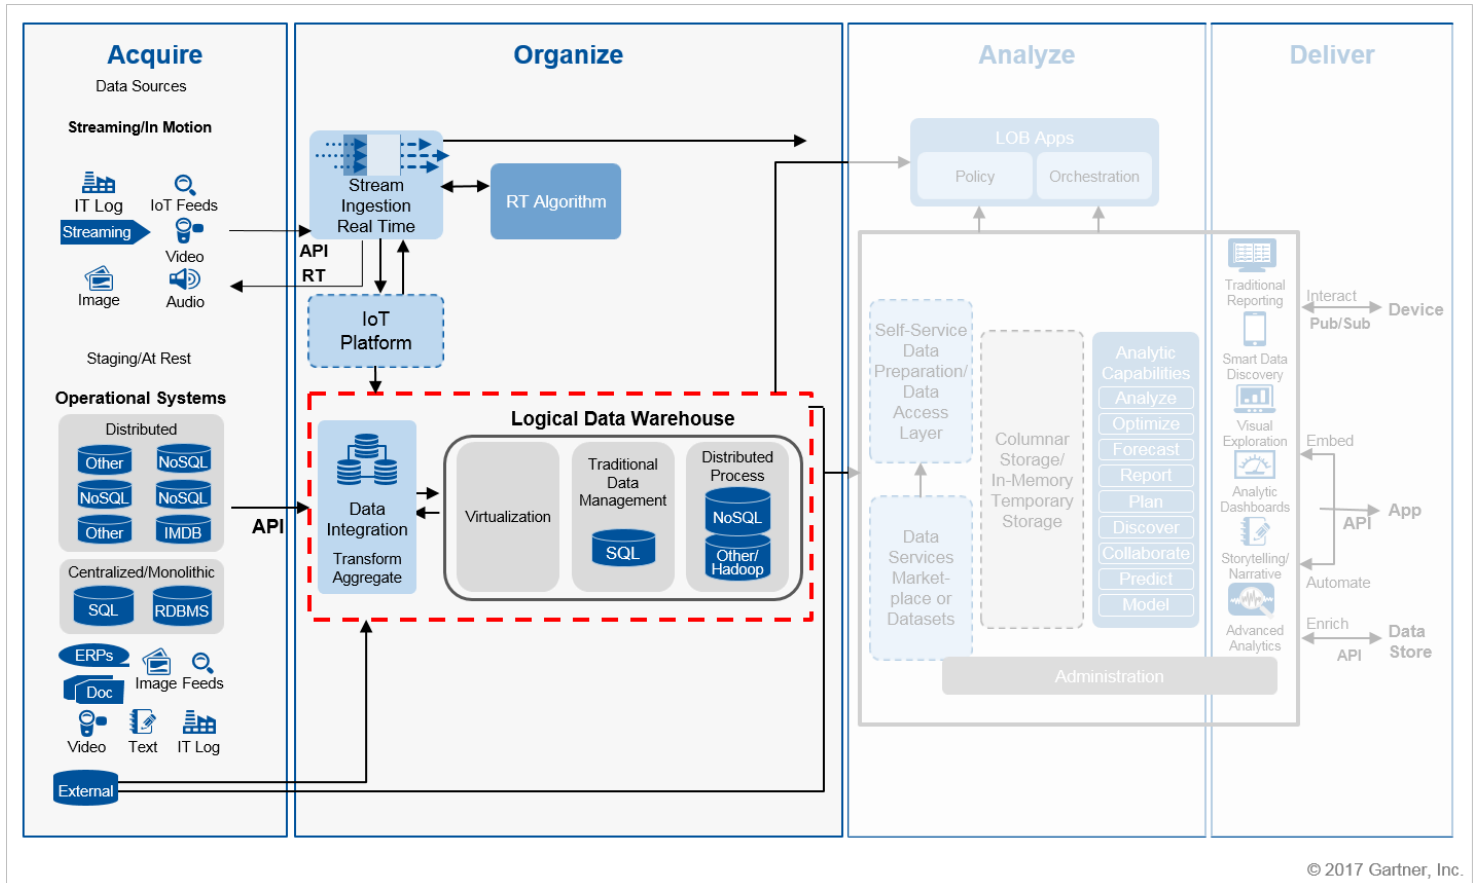 Acquire
Data Sources
Streaming/In Motion
IT Log
IoT Feeds
Streaming
Video
Image
Audio
Staging/At Rest
Operational Systems
Distributed
Other
NoSQL
NoSQL
NoSQL
Other
IMDB
Centralized/Monolithic
SQL
RDBMS
ERPs
Image
Feeds
Doc
Video
Text
IT Log
External
Organize
Stream
Ingestion
Real Time
RT Algorithm
API
RT
IoT
Platform
API
Logical Data Warehouse
Data
Integration
Transform
Aggregate
Virtualization
Traditional
Data
Management
SQL
Distributed
Process
NoSQL
Other/
Hadoop
Analyze
LOB Apps
Policy
Orchestration
Self-Service
Data
Preparation/
Data
Access
Layer
Data
Services
Market-
place or
Datasets
Columnar
Storage/
In-Memory
Temporary
Storage
Analytic
Capabilities
Analyze
Optimize
Forecast
Report
Plan
Discover
Collaborate
Predict
Model
Administration
Deliver
Traditional
Reporting
Smart Data
Discovery
Visual
Exploration
Analytic
Dashboards
Storytelling/
Narrative
Advanced
Analytics
Interact
Pub/Sub
Device
Embed
API
App
Automate
Enrich
API
Data
Store
© 2017 Gartner, Inc.